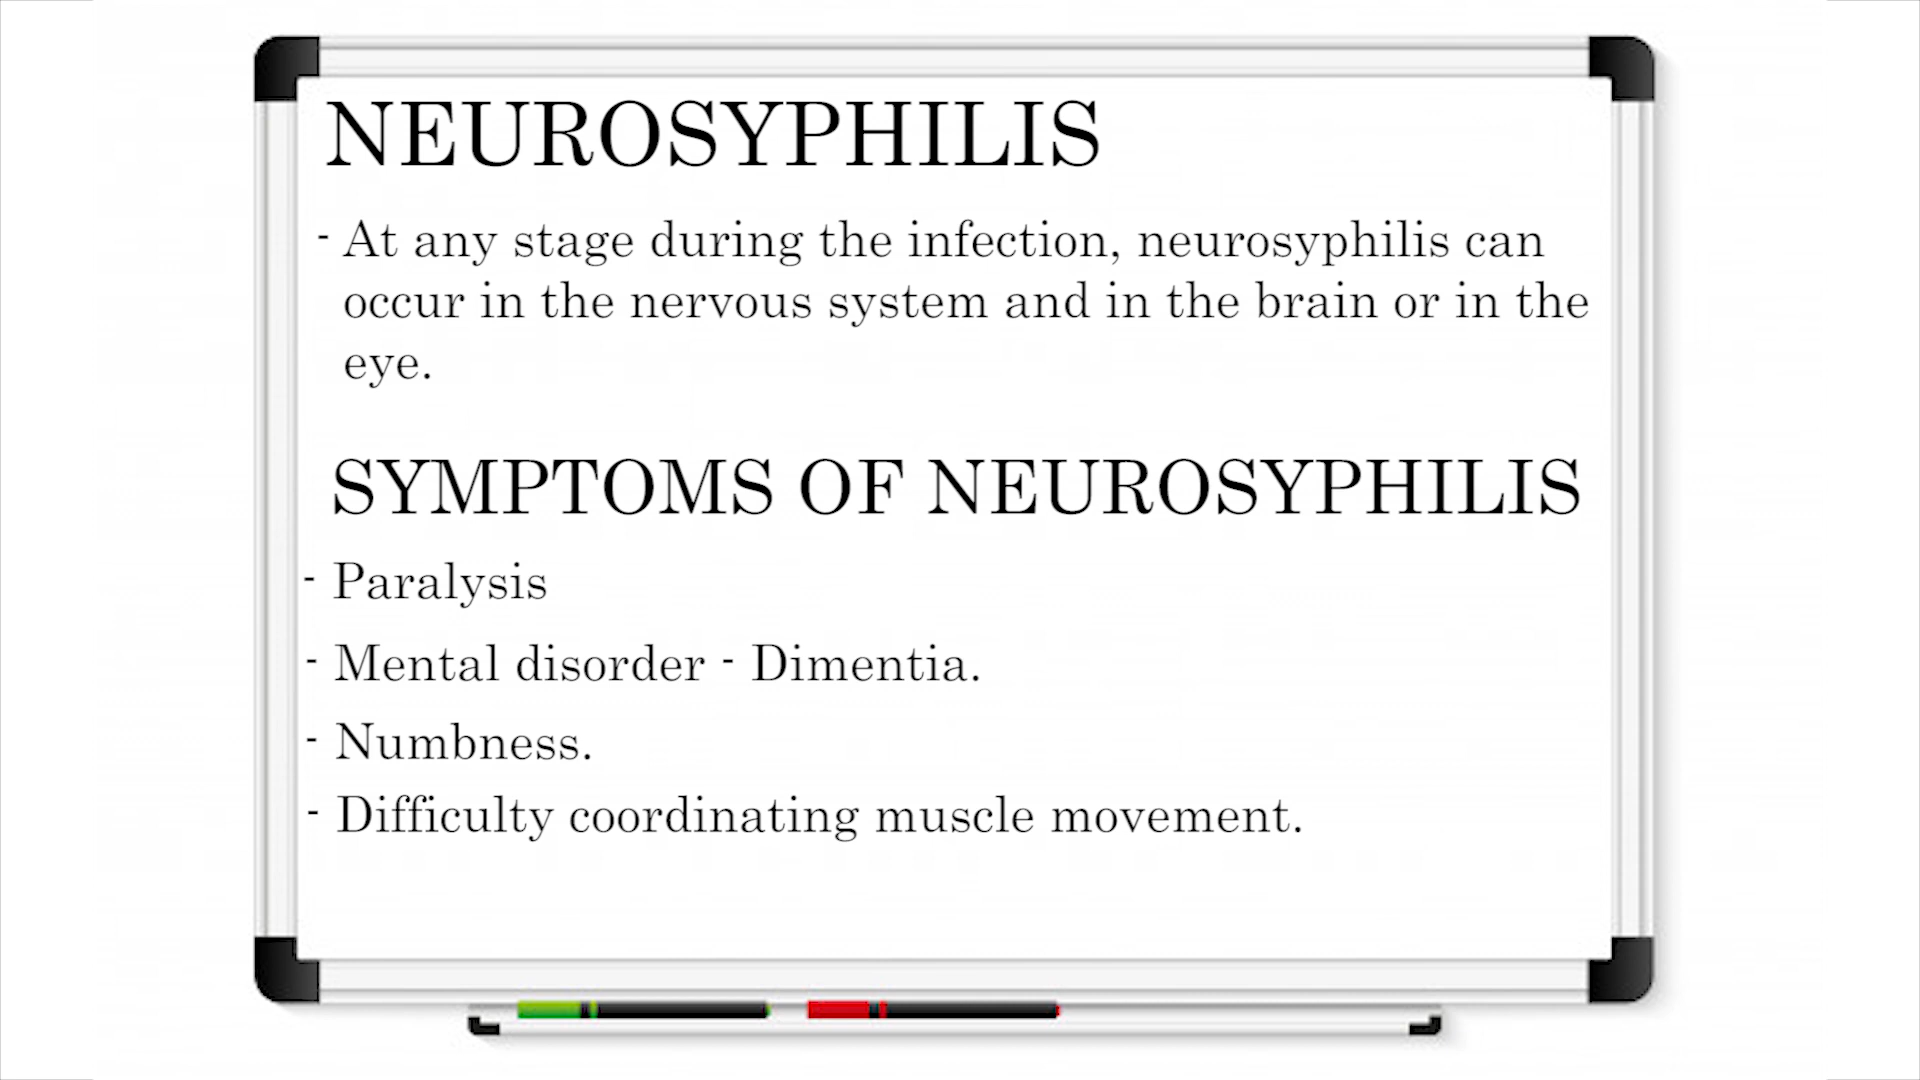 NEUROSYPHILIS
- At any stage during the infection, neurosyphilis can
occur in the nervous system and in the brain or in the
eye.
SYMPTOMS OF NEUROSYPHILIS
- Paralysis
- Mental disorder - Dimentia.
- Numbness.
- Difficulty coordinating muscle movement.